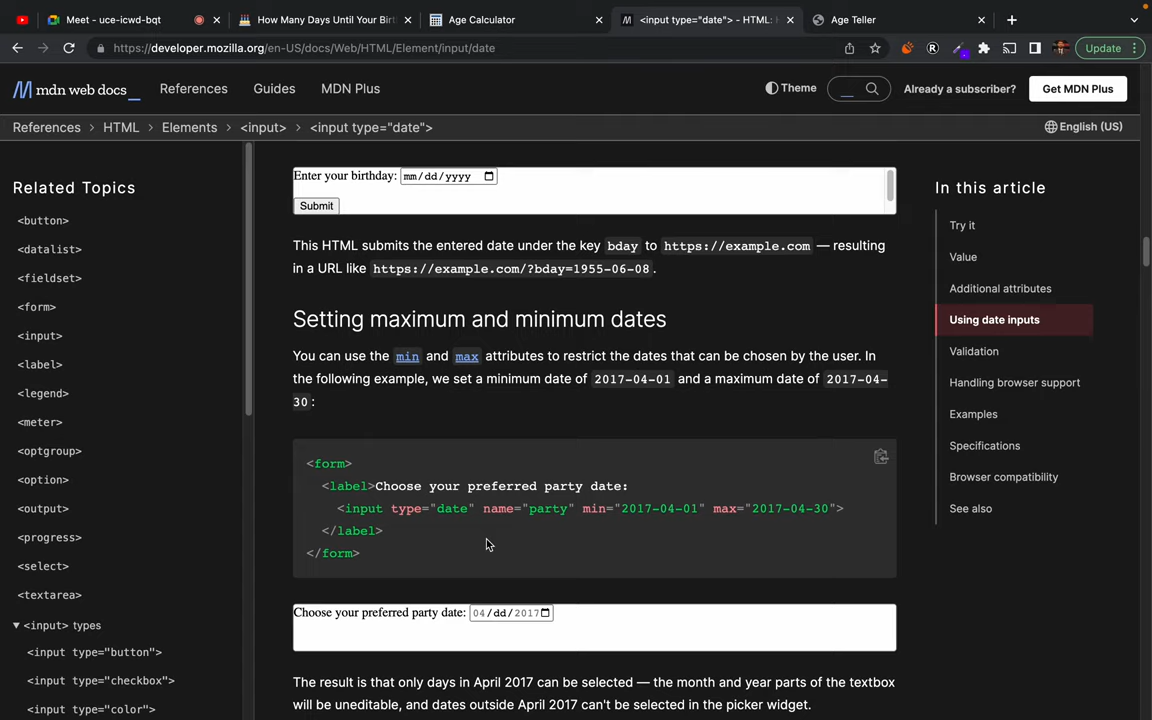 Meet - uce-icwd-bqt
How Many Days Until Your Birt
Age Calculator
<input type="date"> - HTML:
Age Teller
https://developer.mozilla.org/en-US/docs/Web/HTML/Element/input/date
Update
mdn web docs_
References
Guides
MDN Plus
Theme
Already a subscriber?
Get MDN Plus
References > HTML > Elements > <input> > <input type="date">
English (US)
Related Topics
<button>
<datalist>
<fieldset>
<form>
<input>
<label>
<legend>
<meter>
<optgroup>
<option>
<output>
<progress>
<select>
<textarea>
<input> types
<input type="button">
<input type="checkbox">
<input type="color">
Enter your birthday: mm/dd/yyyy
Submit
This HTML submits the entered date under the key bday to https://example.com — resulting
in a URL like https://example.com/?bday=1955-06-08.
Setting maximum and minimum dates
You can use the min and max attributes to restrict the dates that can be chosen by the user. In
the following example, we set a minimum date of 2017-04-01 and a maximum date of 2017-04-
30:
<form>
<label>Choose your preferred party date:
<input type="date" name="party" min="2017-04-01" max="2017-04-30">
</label>
</form>
Choose your preferred party date: 04/dd/2017
The result is that only days in April 2017 can be selected — the month and year parts of the textbox
will be uneditable, and dates outside April 2017 can't be selected in the picker widget.
In this article
Try it
Value
Additional attributes
Using date inputs
Validation
Handling browser support
Examples
Specifications
Browser compatibility
See also